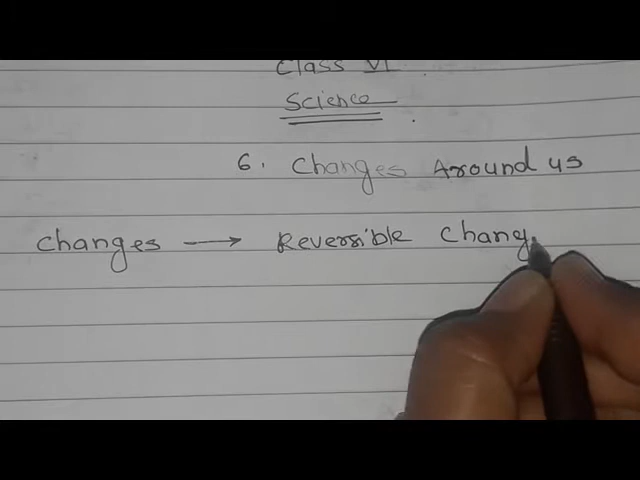 Class VI
Science
6. Changes Around us
Changes → Reversible Chang